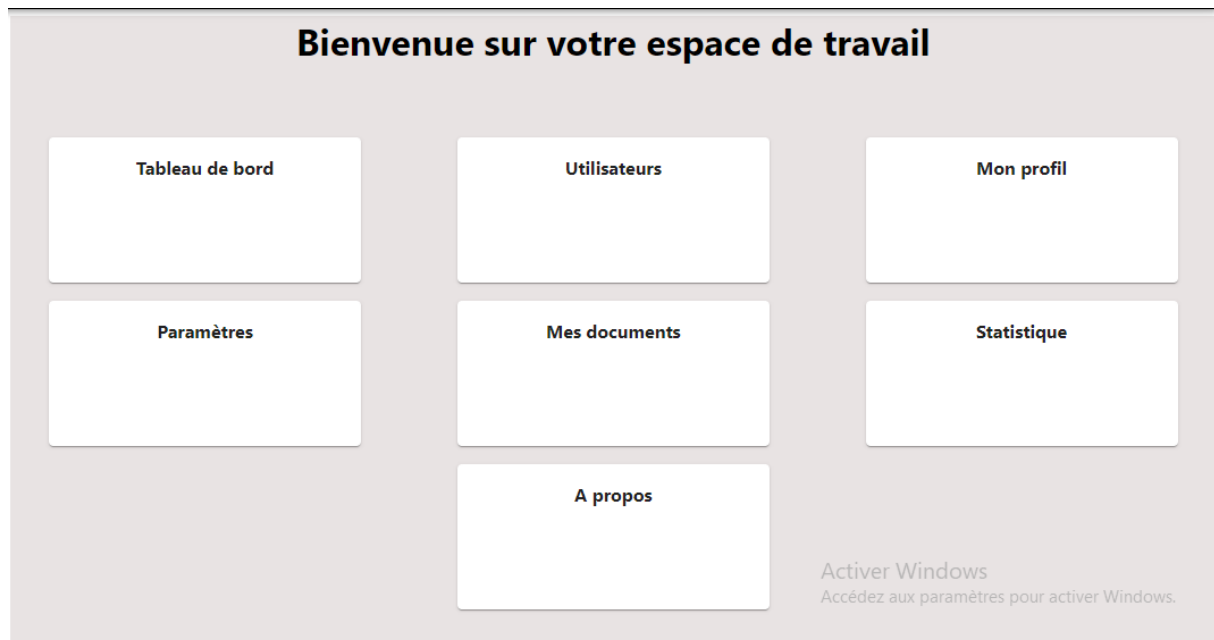 Bienvenue sur votre espace de travail
Tableau de bord
Utilisateurs
Mon profil
Paramètres
Mes documents
Statistique
A propos
Activer Windows
Accédez aux paramètres pour activer Windows.